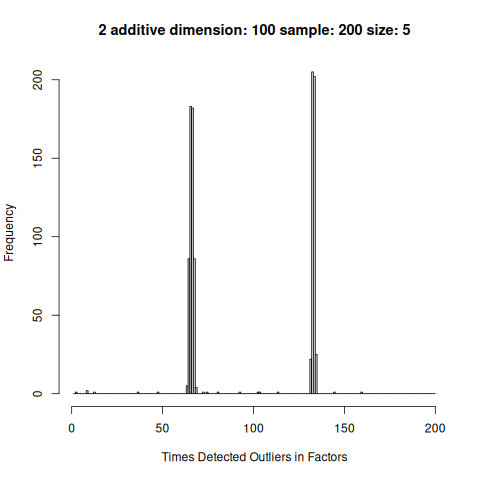 2 additive dimension: 100 sample: 200 size: 5
Frequency
200
150
100
50
0
0 50 100 150 200
Times Detected Outliers in Factors